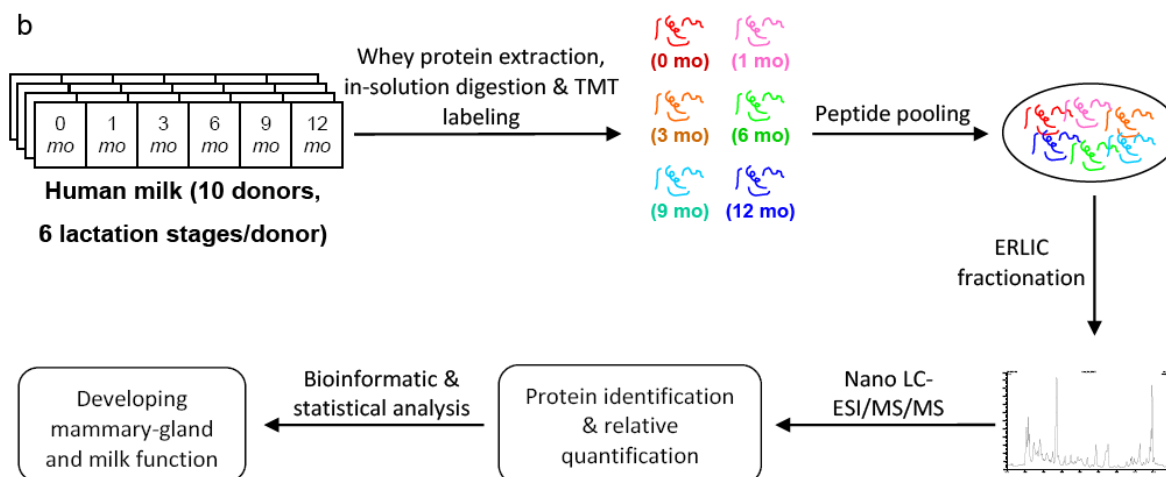 b
Whey protein extraction,
in-solution digestion & TMT
labeling
0 1 3 6 9 12
mo mo mo mo mo mo
Human milk (10 donors,
6 lactation stages/donor)
(0 mo) (1 mo)
(3 mo) (6 mo)
(9 mo) (12 mo)
Peptide pooling
ERLIC
fractionation
Nano LC-
ESI/MS/MS
Protein identification
& relative
quantification
Bioinformatic &
statistical analysis
Developing
mammary-gland
and milk function